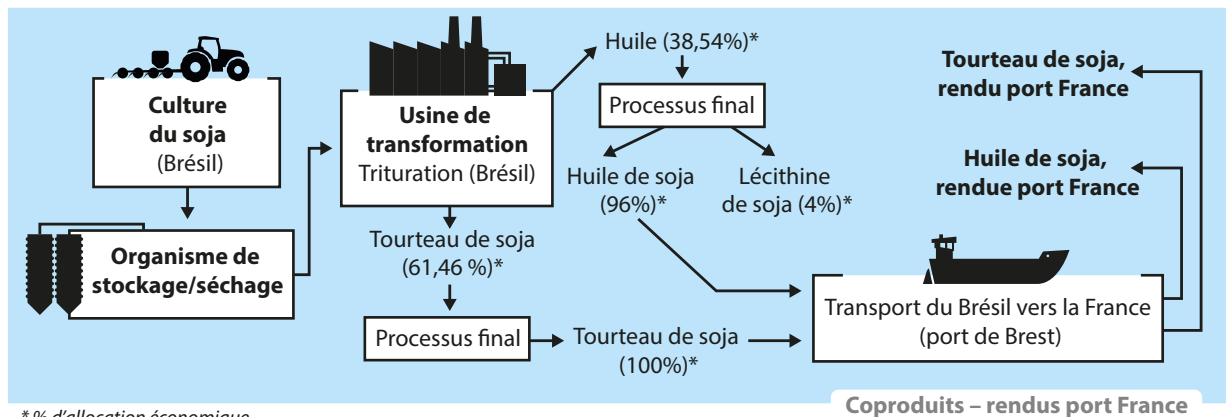 Culture
du soja
(Brésil)
Organisme de
stockage/séchage
Usine de
transformation
Trituration (Brésil)
Huile (38,54%)*
Processus final
Huile de soja
(96%)*
Lécithine
de soja (4%)*
Tourteau de soja
(61,46 %)*
Processus final
Tourteau de soja
(100%)*
Tourteau de soja,
rendu port France
Huile de soja,
rendue port France
Transport du Brésil vers la France
(port de Brest)
* % d'allocation économique
Coproduits – rendus port France